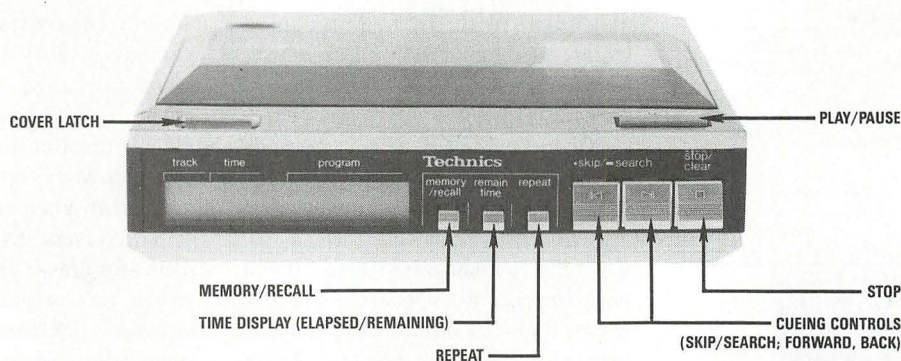 COVER LATCH
PLAY/PAUSE
track time program
Technics
•skip/▬search
stop/
clear
memory
/recall
remain
time
repeat
MEMORY/RECALL
STOP
TIME DISPLAY (ELAPSED/REMAINING)
CUEING CONTROLS
(SKIP/SEARCH; FORWARD, BACK)
REPEAT